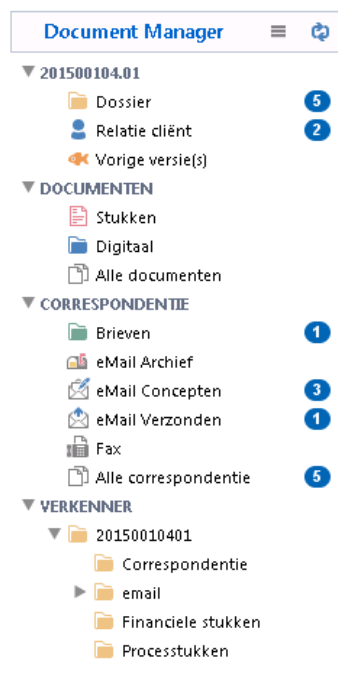 Document Manager
201500104.01
Dossier 5
Relatie cliënt 2
Vorige versie(s)
DOCUMENTEN
Stukken
Digitaal
Alle documenten
CORRESPONDENTIE
Brieven 1
eMail Archief
eMail Concepten 3
eMail Verzonden 1
Fax
Alle correspondentie 5
VERKENNER
20150010401
Correspondentie
email
Financiele stukken
Processtukken